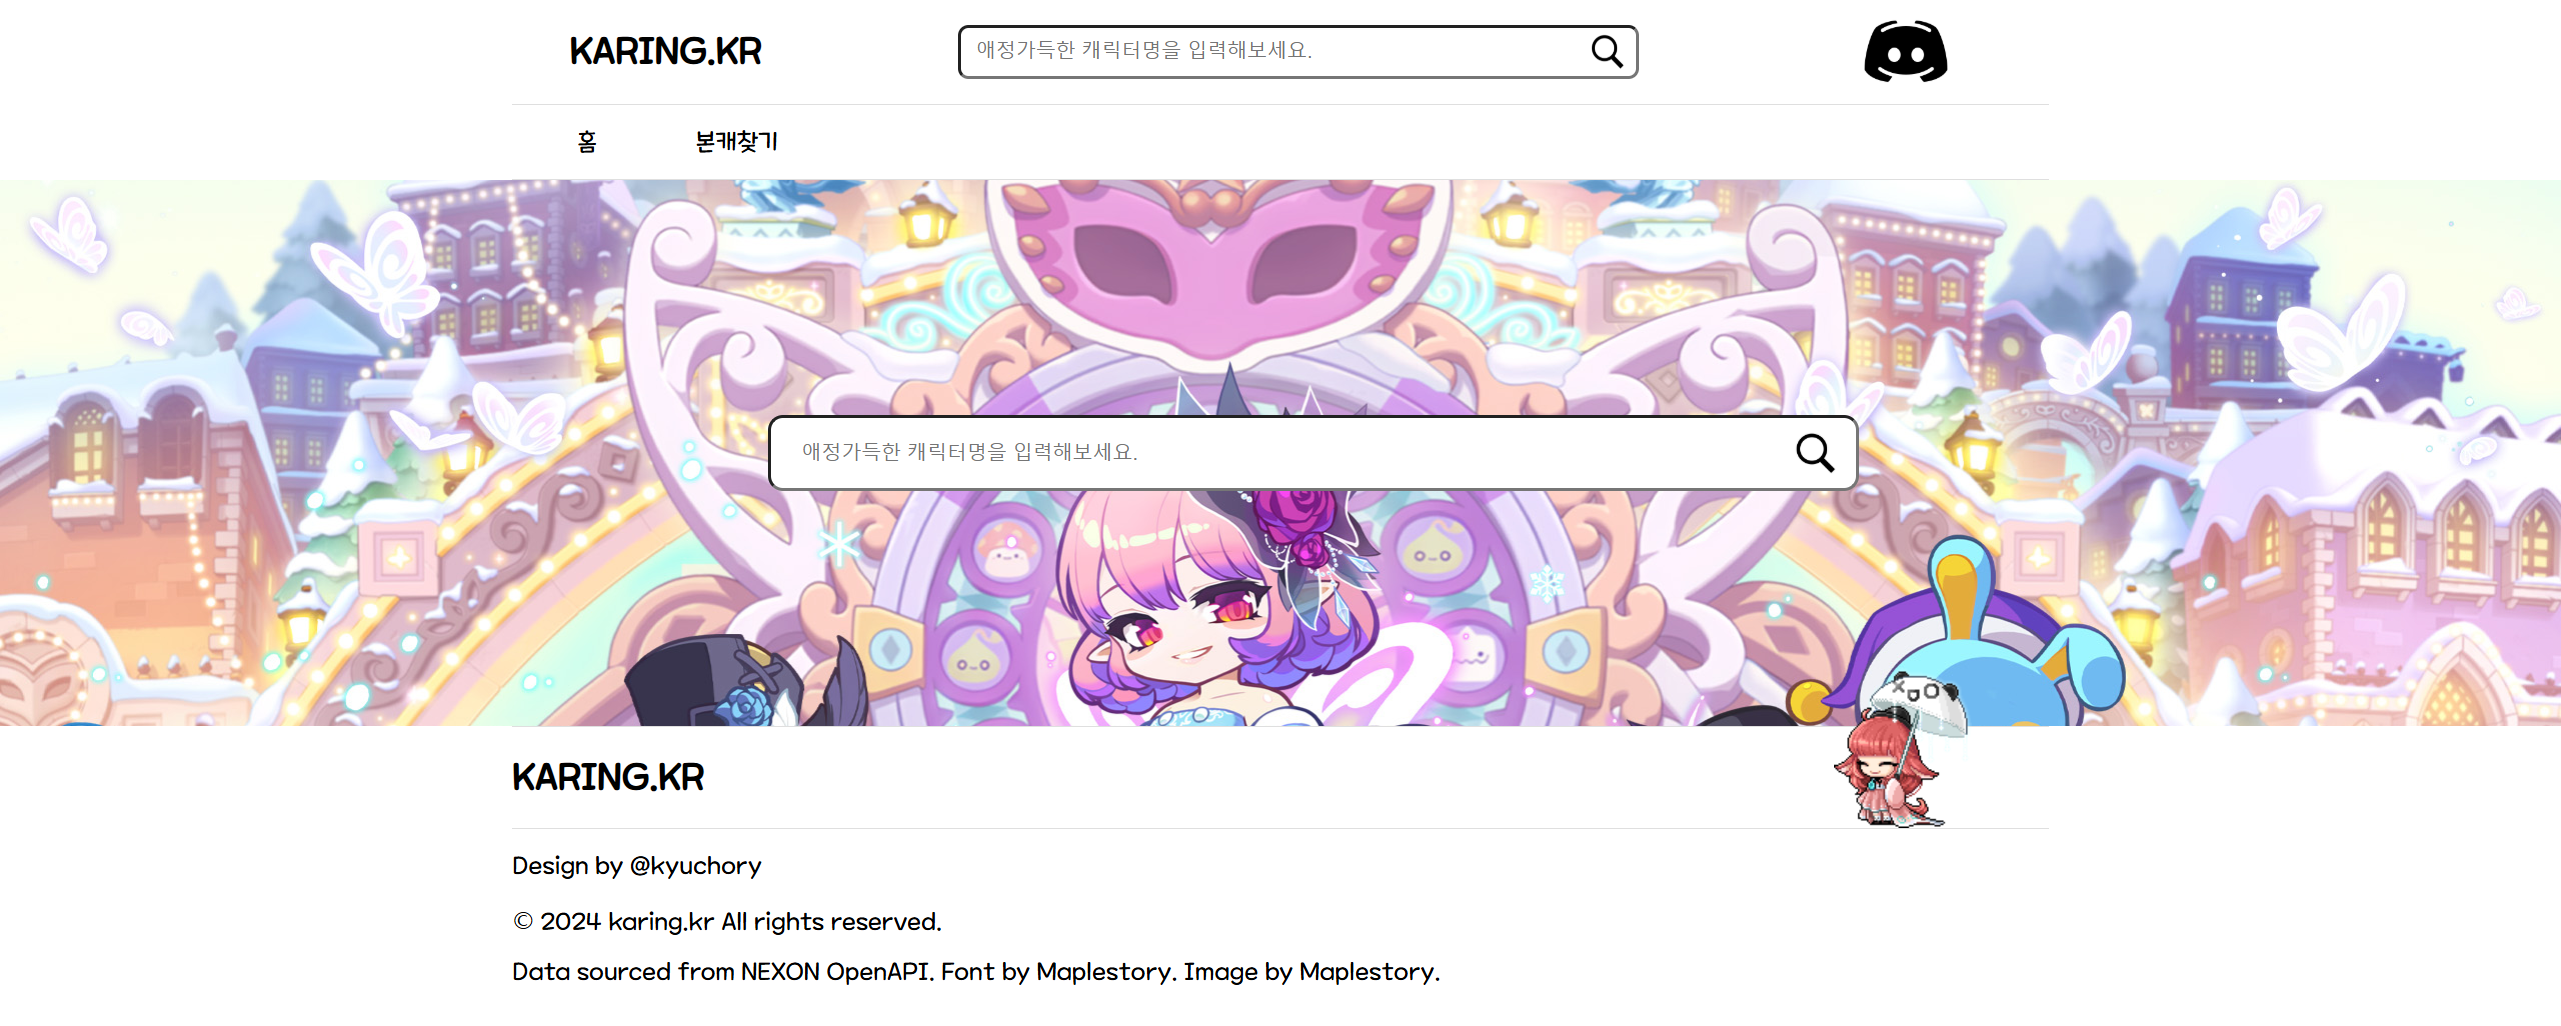 KARING.KR
애정가득한 캐릭터명을 입력해보세요.
홈
본캐찾기
애정가득한 캐릭터명을 입력해보세요.
KARING.KR
Design by @kyuchory
© 2024 karing.kr All rights reserved.
Data sourced from NEXON OpenAPI. Font by Maplestory. Image by Maplestory.